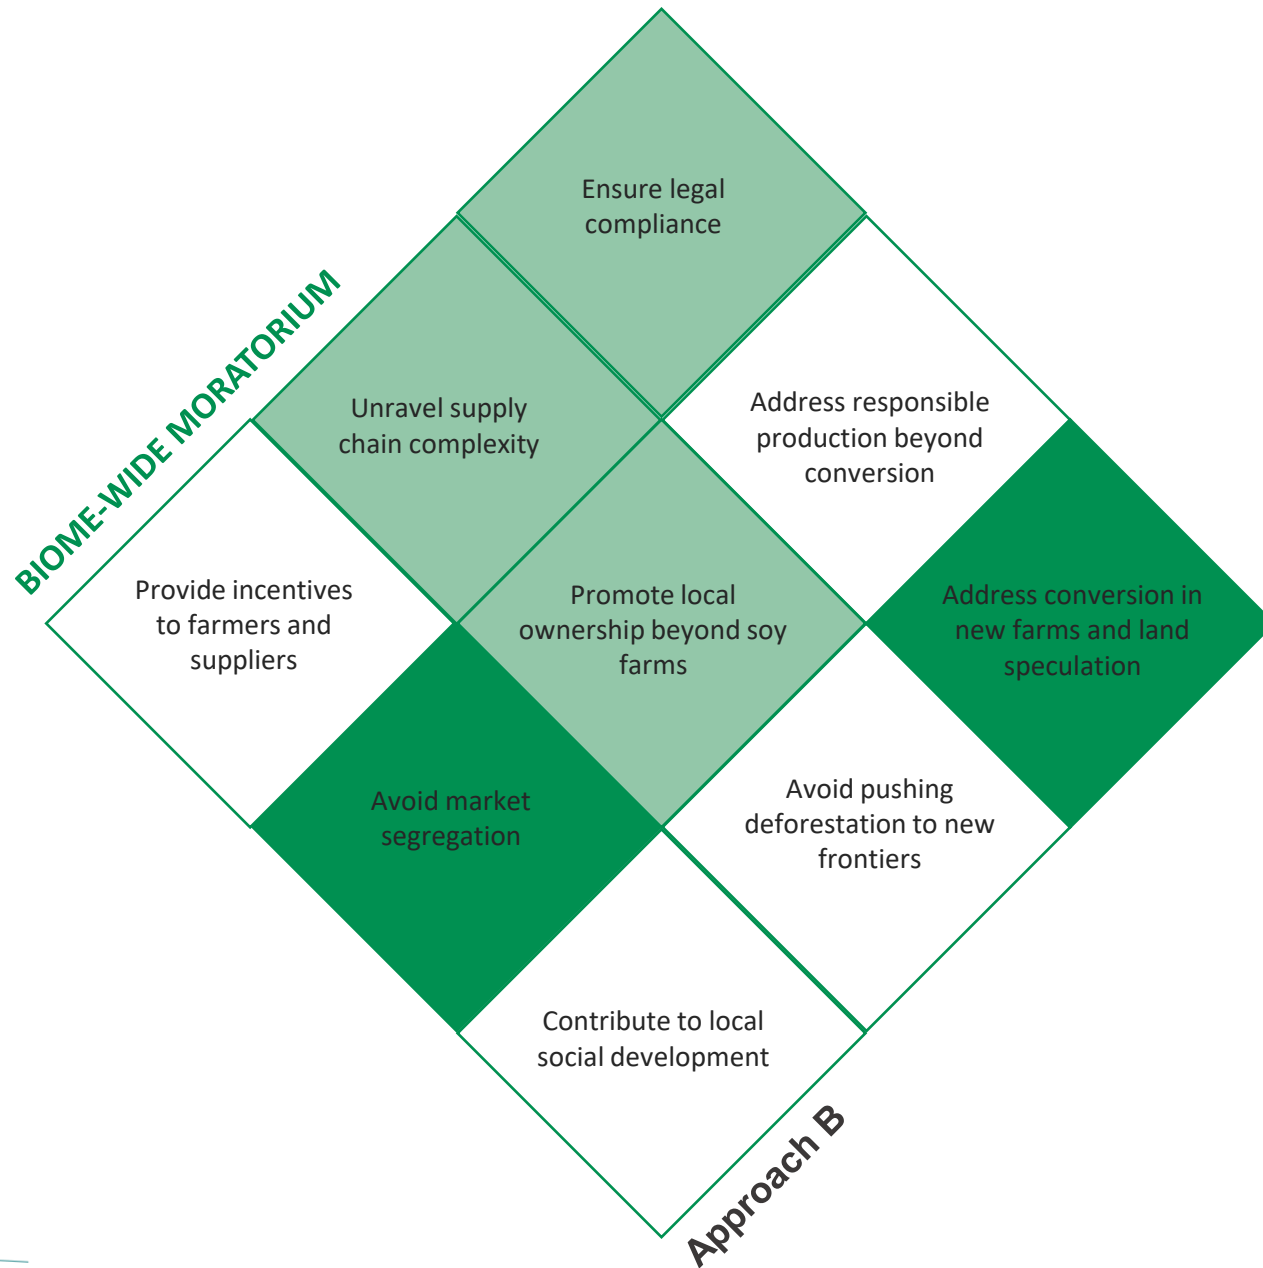 Ensure legal
compliance
BIOME-WIDE MORATORIUM
Unravel supply
chain complexity
Address responsible
production beyond
conversion
Provide incentives
to farmers and
suppliers
Promote local
ownership beyond soy
farms
Address conversion in
new farms and land
speculation
Avoid market
segregation
Avoid pushing
deforestation to new
frontiers
Contribute to local
social development
Approach B